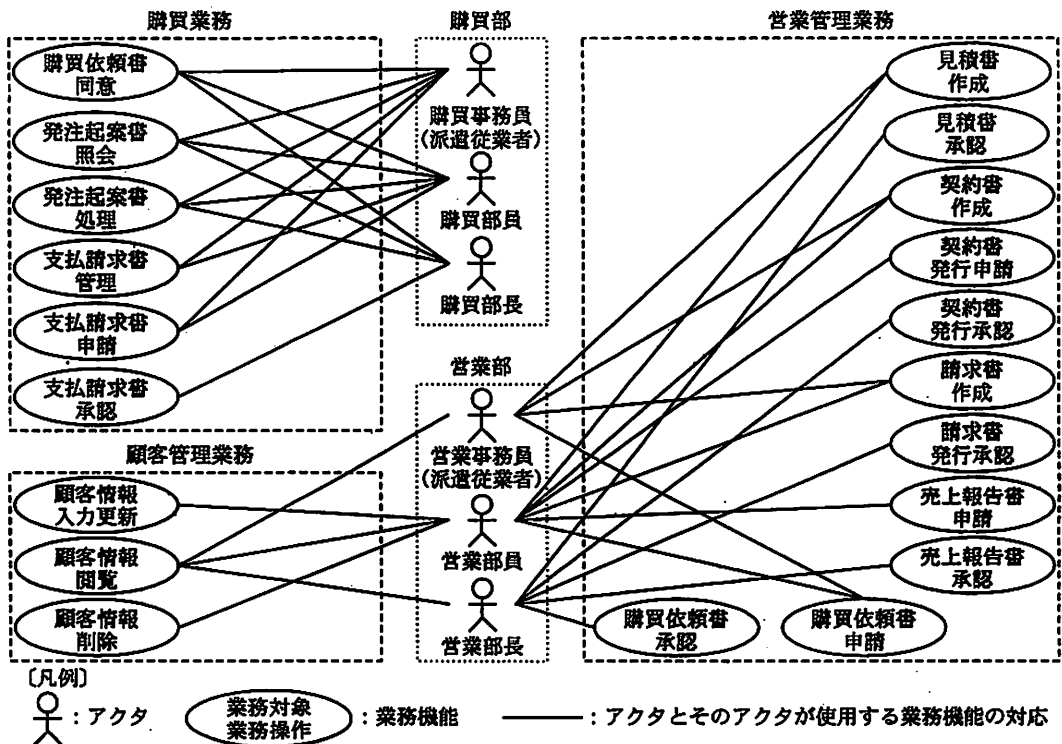 購買業務
購買依頼書
同意
発注起案書
照会
発注起案書
処理
支払請求書
管理
支払請求書
申請
支払請求書
承認
顧客管理業務
顧客情報
入力更新
顧客情報
閲覧
顧客情報
削除
購買部
購買事務員
(派遣従業者)
購買部員
購買部長
営業部
営業事務員
(派遣従業者)
営業部員
営業部長
営業管理業務
見積書
作成
見積書
承認
契約書
作成
契約書
発行申請
契約書
発行承認
請求書
作成
請求書
発行承認
売上報告書
申請
売上報告書
承認
購買依頼書
承認
購買依頼書
申請
〔凡例〕
:アクタ
業務対象
業務操作
:業務機能
:アクタとそのアクタが使用する業務機能の対応